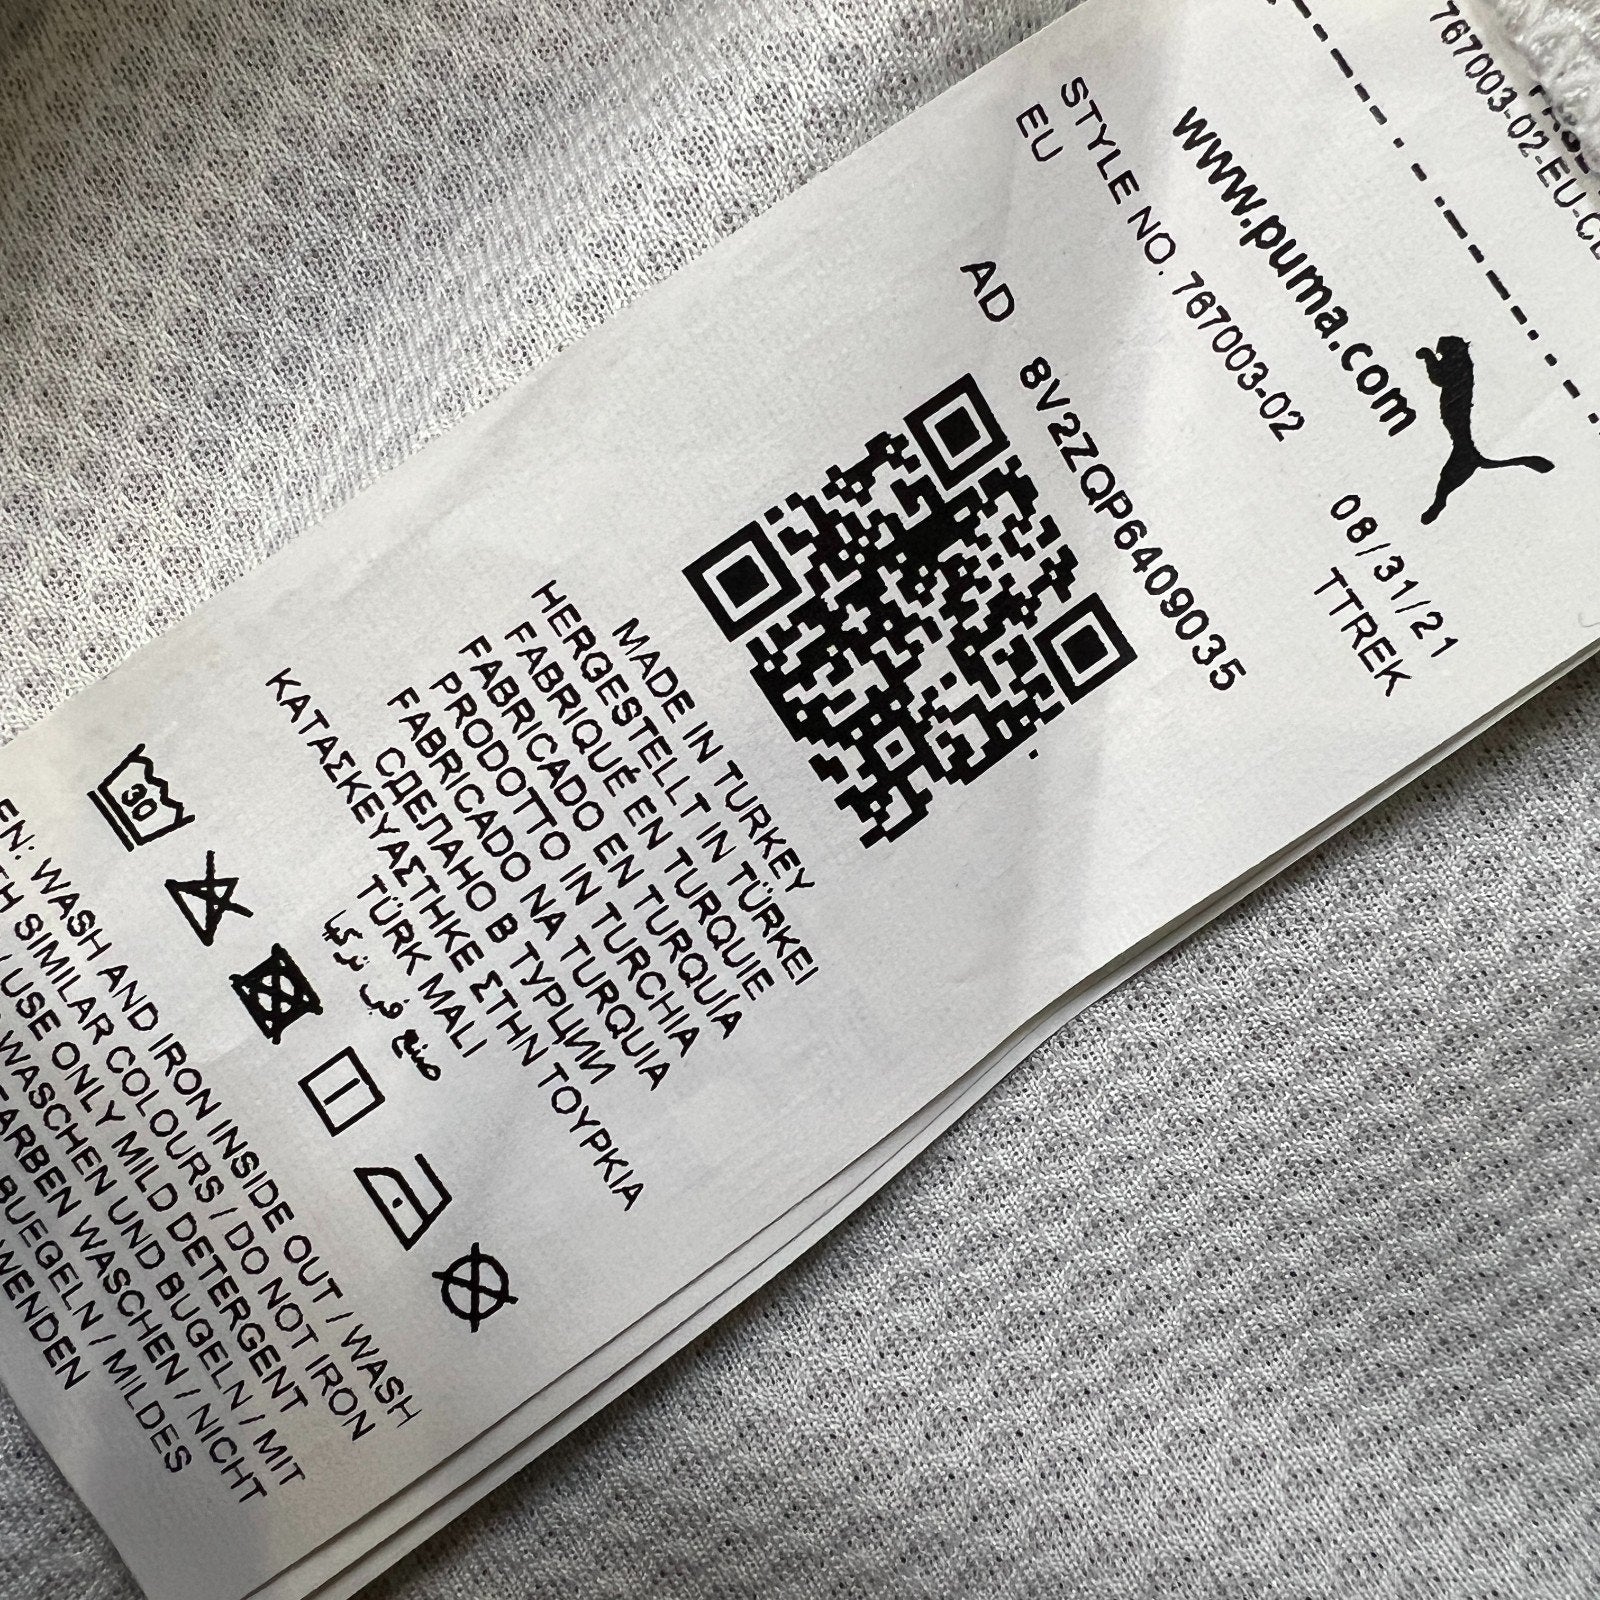 767003-02-EU-CL
www.puma.com
STYLE NO. 767003-02
EU
08/31/21
TTREK
AD 8V2ZQP6409035
MADE IN TURKEY
HERGESTELLT IN TÜRKEI
FABRIQUÉ EN TURQUIE
FABRICADO EN TURQUÍA
PRODOTTO IN TURCHIA
FABRICADO NA TURQUIA
СДЕЛАНО В ТУРЦИИ
ΚΑΤΑΣΚΕΥΑΣΤΗΚΕ ΣΤΗΝ ΤΟΥΡΚΙΑ
TÜRK MALI
صنع في تركيا
30
EN: WASH AND IRON INSIDE OUT / WASH
SIMILAR COLOURS / DO NOT IRON
USE ONLY MILD DETERGENT
WASCHEN UND BUGELN / MIT
FARBEN WASCHEN / NICHT
BUEGELN / MILDES